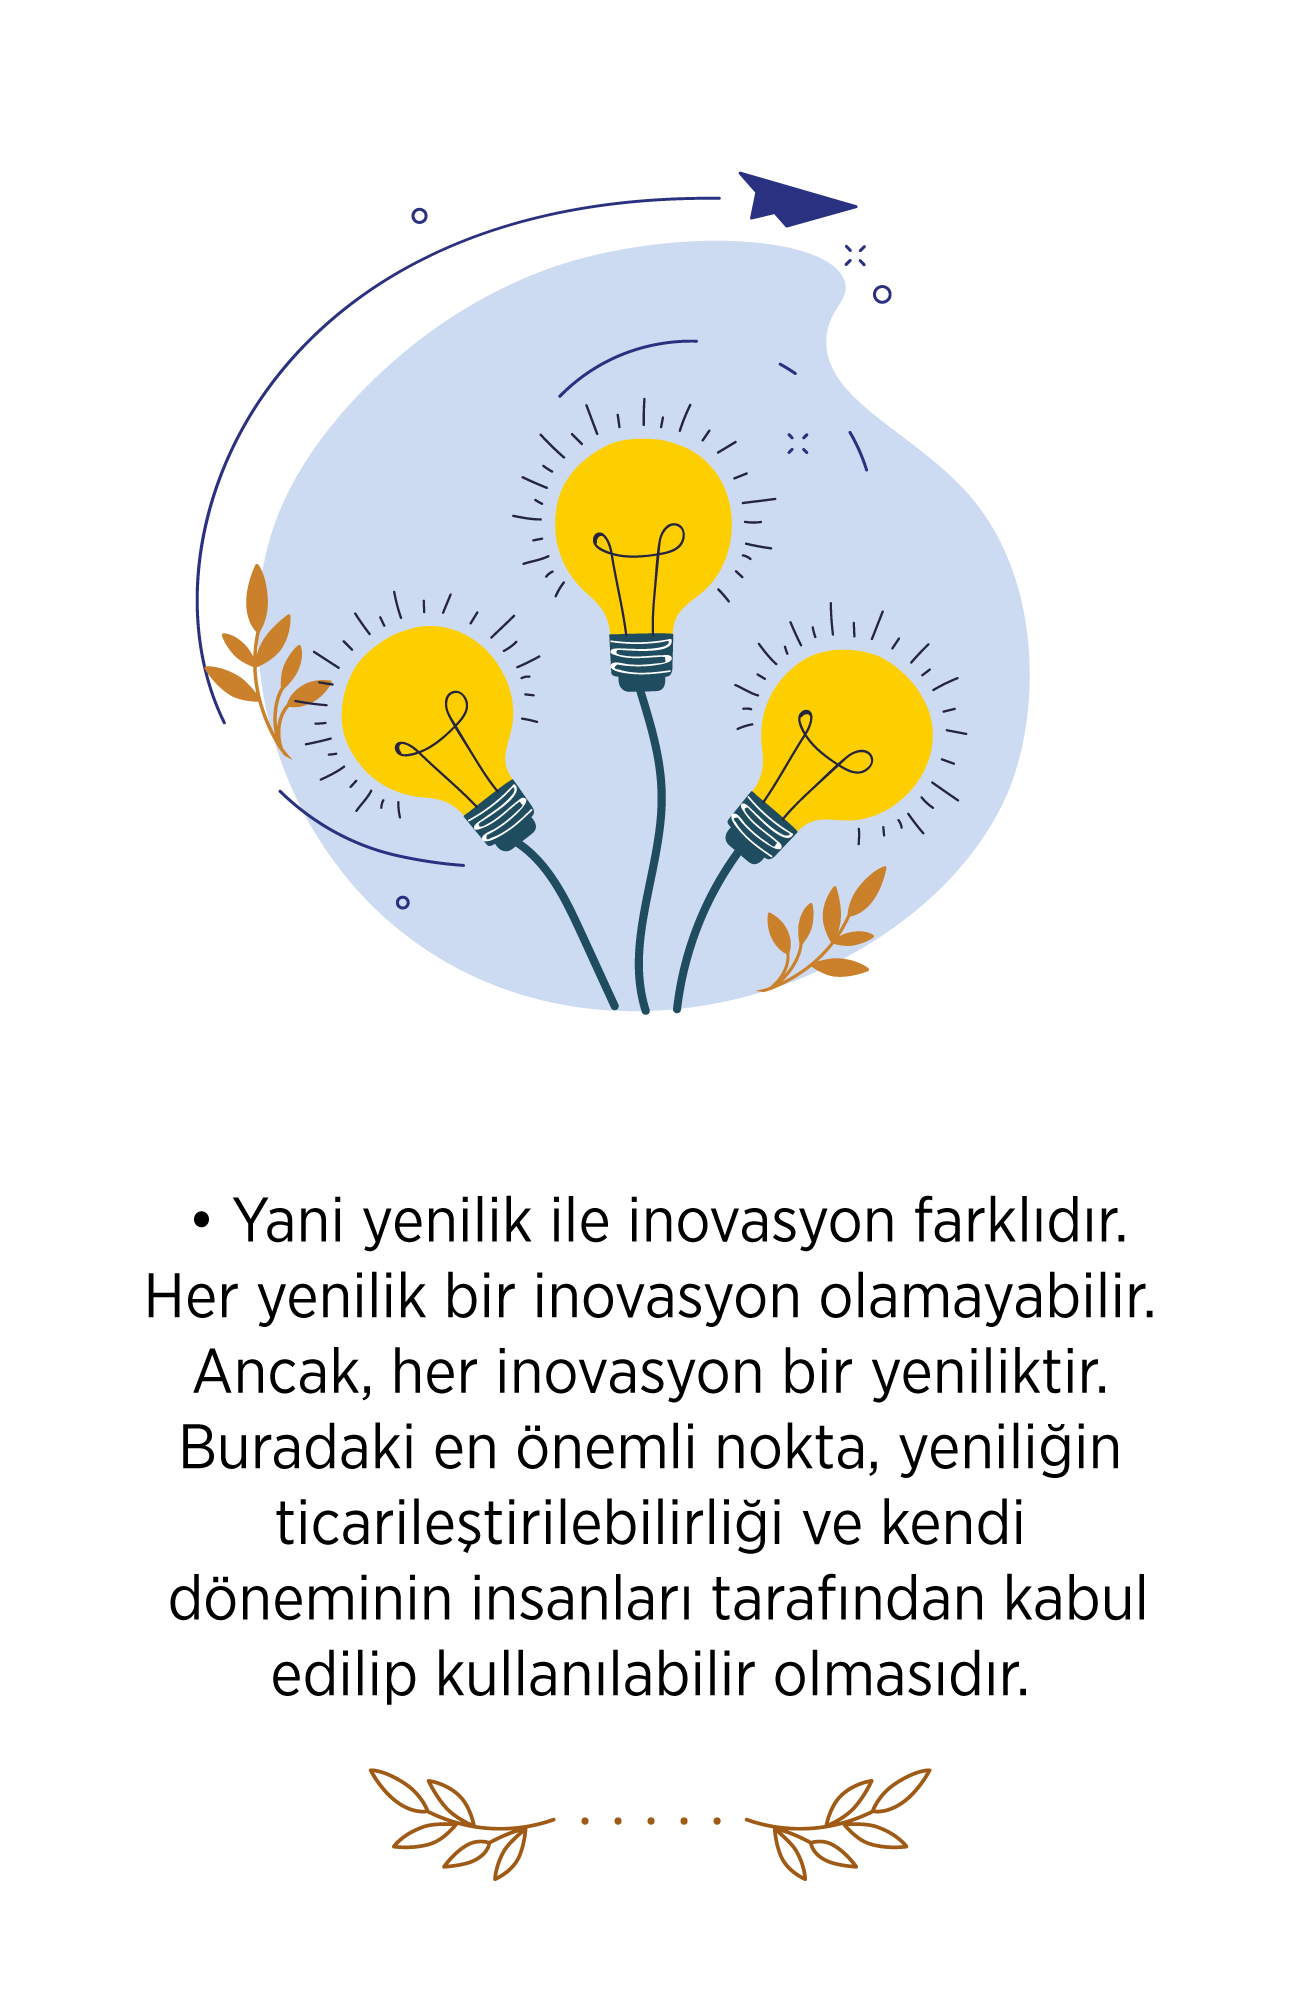 • Yani yenilik ile inovasyon farklıdır.
Her yenilik bir inovasyon olamayabilir.
Ancak, her inovasyon bir yeniliktir.
Buradaki en önemli nokta, yeniliğin
ticarileştirilebilirliği ve kendi
döneminin insanları tarafından kabul
edilip kullanılabilir olmasıdır.